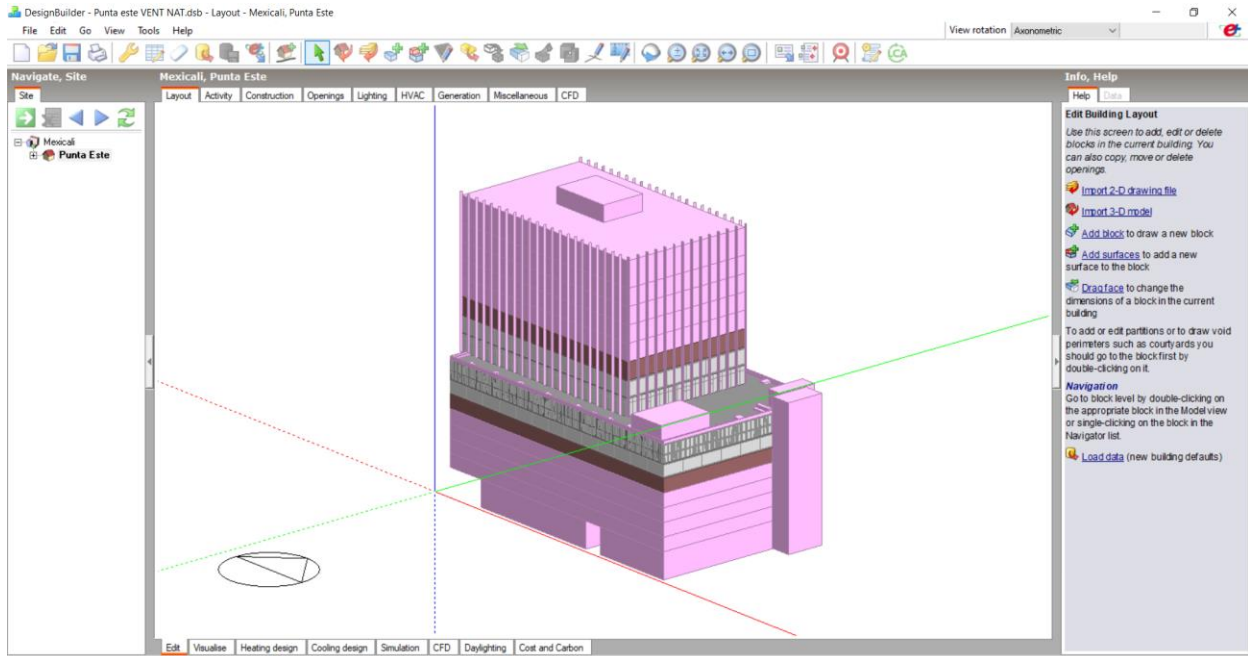 DesignBuilder - Punta este VENT NAT.dsb - Layout - Mexicali, Punta Este
File Edit Go View Tools Help
View rotation Axonometric
Navigate, Site
Site
Mexicali
Punta Este
Mexicali, Punta Este
Layout Activity Construction Openings Lighting HVAC Generation Miscellaneous CFD
Edit Visualise Heating design Cooling design Simulation CFD Daylighting Cost and Carbon
Info, Help
Help Data
Edit Building Layout
Use this screen to add, edit or delete
blocks in the current building. You
can also copy, move or delete
openings.
Import 2-D drawing file
Import 3-D model
Add block to draw a new block
Add surfaces to add a new
surface to the block
Drag face to change the
dimensions of a block in the current
building
To add or edit partitions or to draw void
perimeters such as courtyards you
should go to the block first by
double-clicking on it.
Navigation
Go to block level by double-clicking on
the appropriate block in the Model view
or single-clicking on the block in the
Navigator list.
Load data (new building defaults)